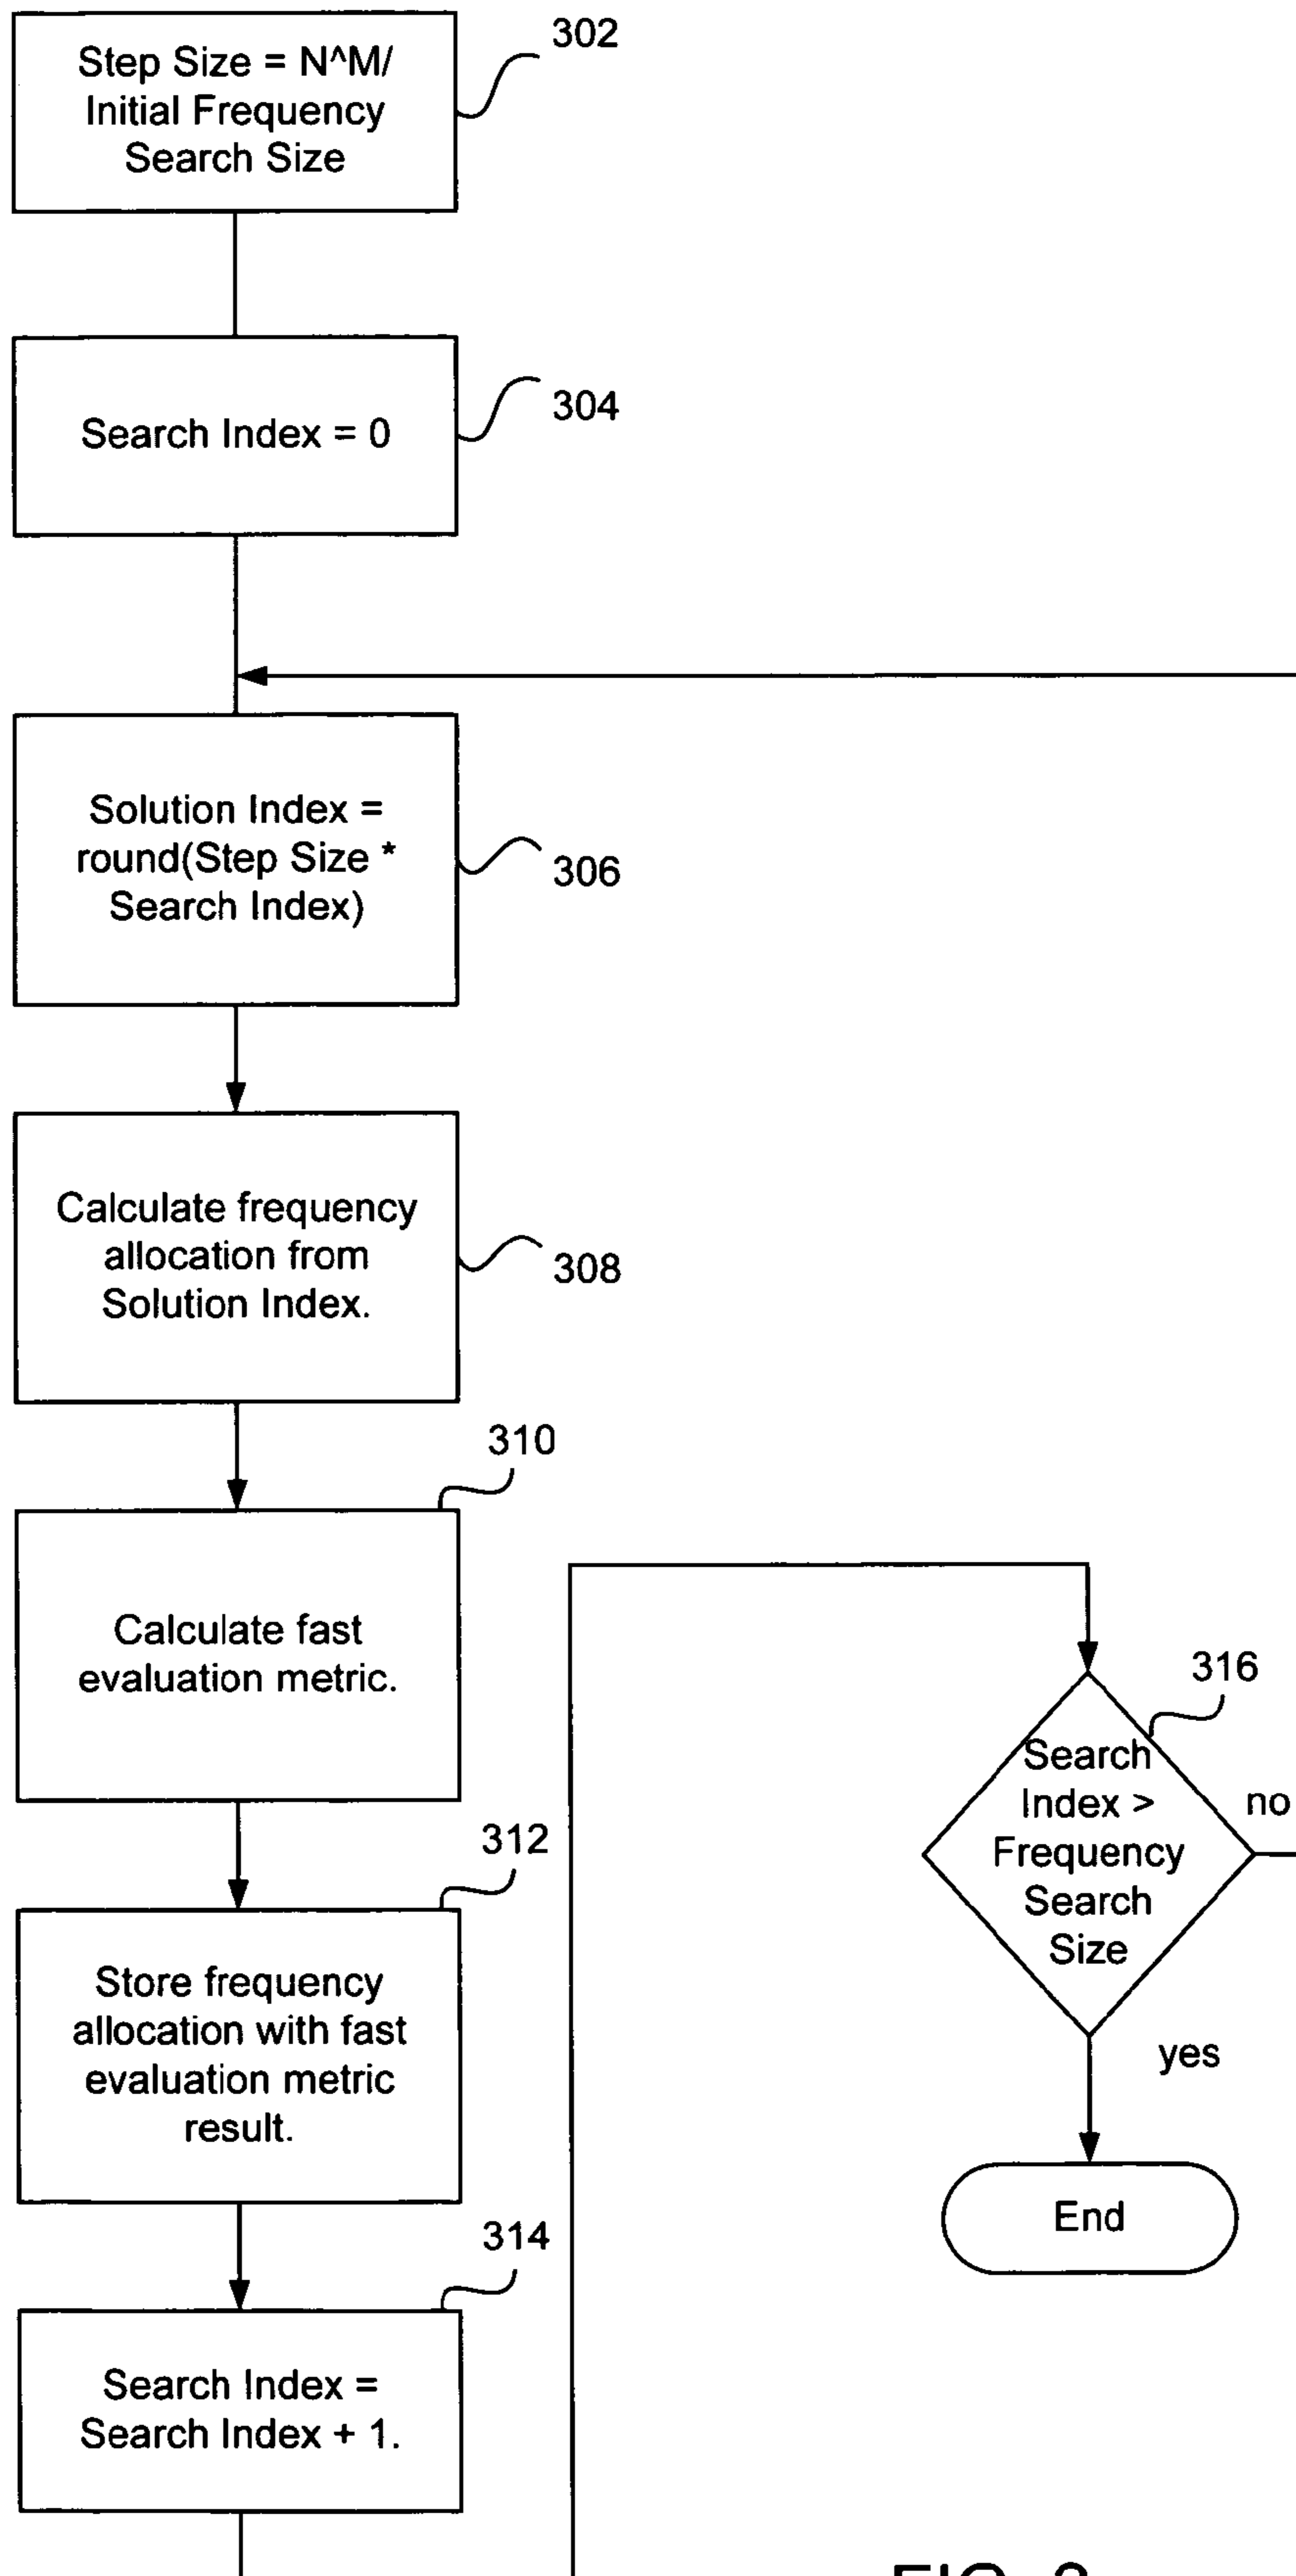 Step Size = N^M/
Initial Frequency
Search Size
302
Search Index = 0
304
Solution Index =
round(Step Size *
Search Index)
306
Calculate frequency
allocation from
Solution Index.
308
310
Calculate fast
evaluation metric.
312
Store frequency
allocation with fast
evaluation metric
result.
314
Search Index =
Search Index + 1.
316
Search
Index >
Frequency
Search
Size
no
yes
End